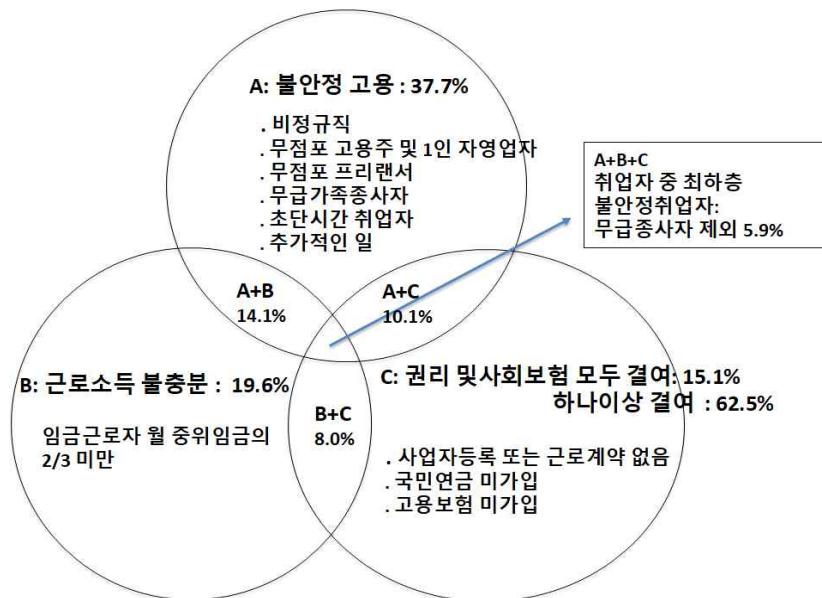 A: 불안정 고용 : 37.7%
. 비정규직
. 무점포 고용주 및 1인 자영업자
. 무점포 프리랜서
. 무급가족종사자
. 초단시간 취업자
. 추가적인 일
A+B+C
취업자 중 최하층
불안정취업자:
무급종사자 제외 5.9%
A+B
14.1%
A+C
10.1%
B: 근로소득 불충분 : 19.6%
임금근로자 월 중위임금의
2/3 미만
B+C
8.0%
C: 권리 및사회보험 모두 결여: 15.1%
하나이상 결여 : 62.5%
. 사업자등록 또는 근로계약 없음
. 국민연금 미가입
. 고용보험 미가입